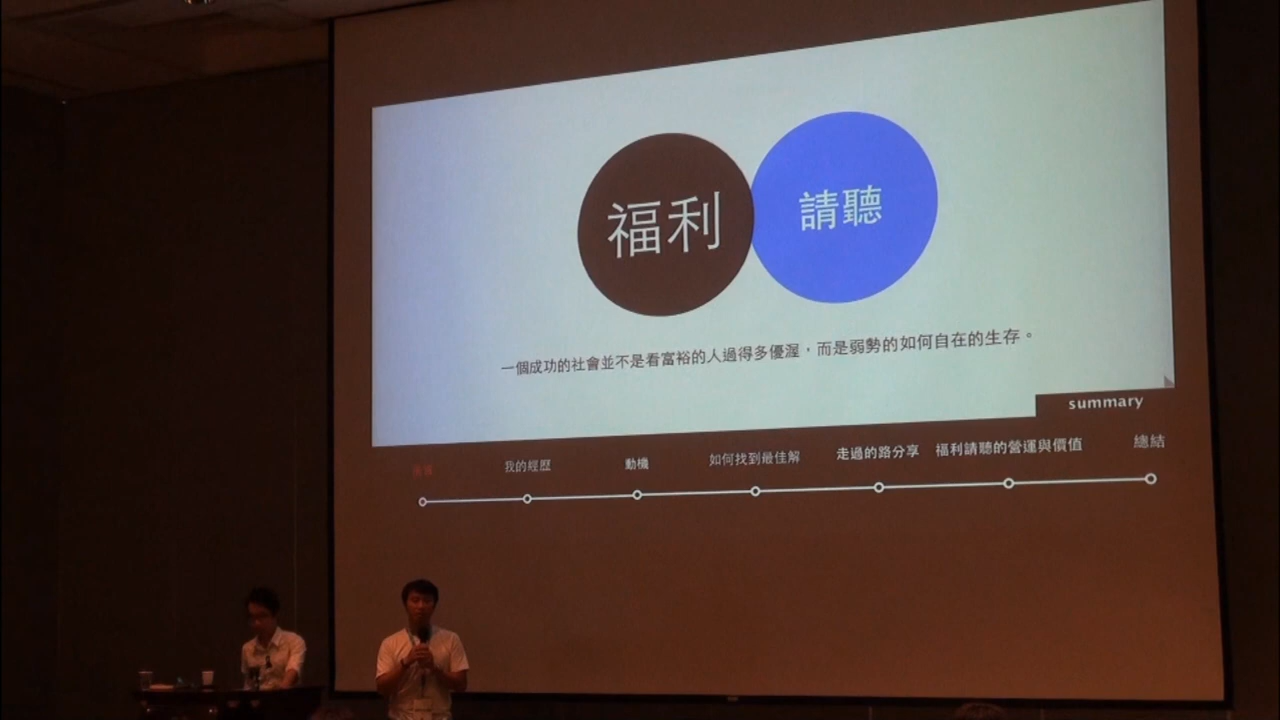 福利
請聽
一個成功的社會並不是看富裕的人過得多優渥，而是弱勢的如何自在的生存。
summary
我的經歷
動機
如何找到最佳解
走過的路分享
福利請聽的營運與價值
總結